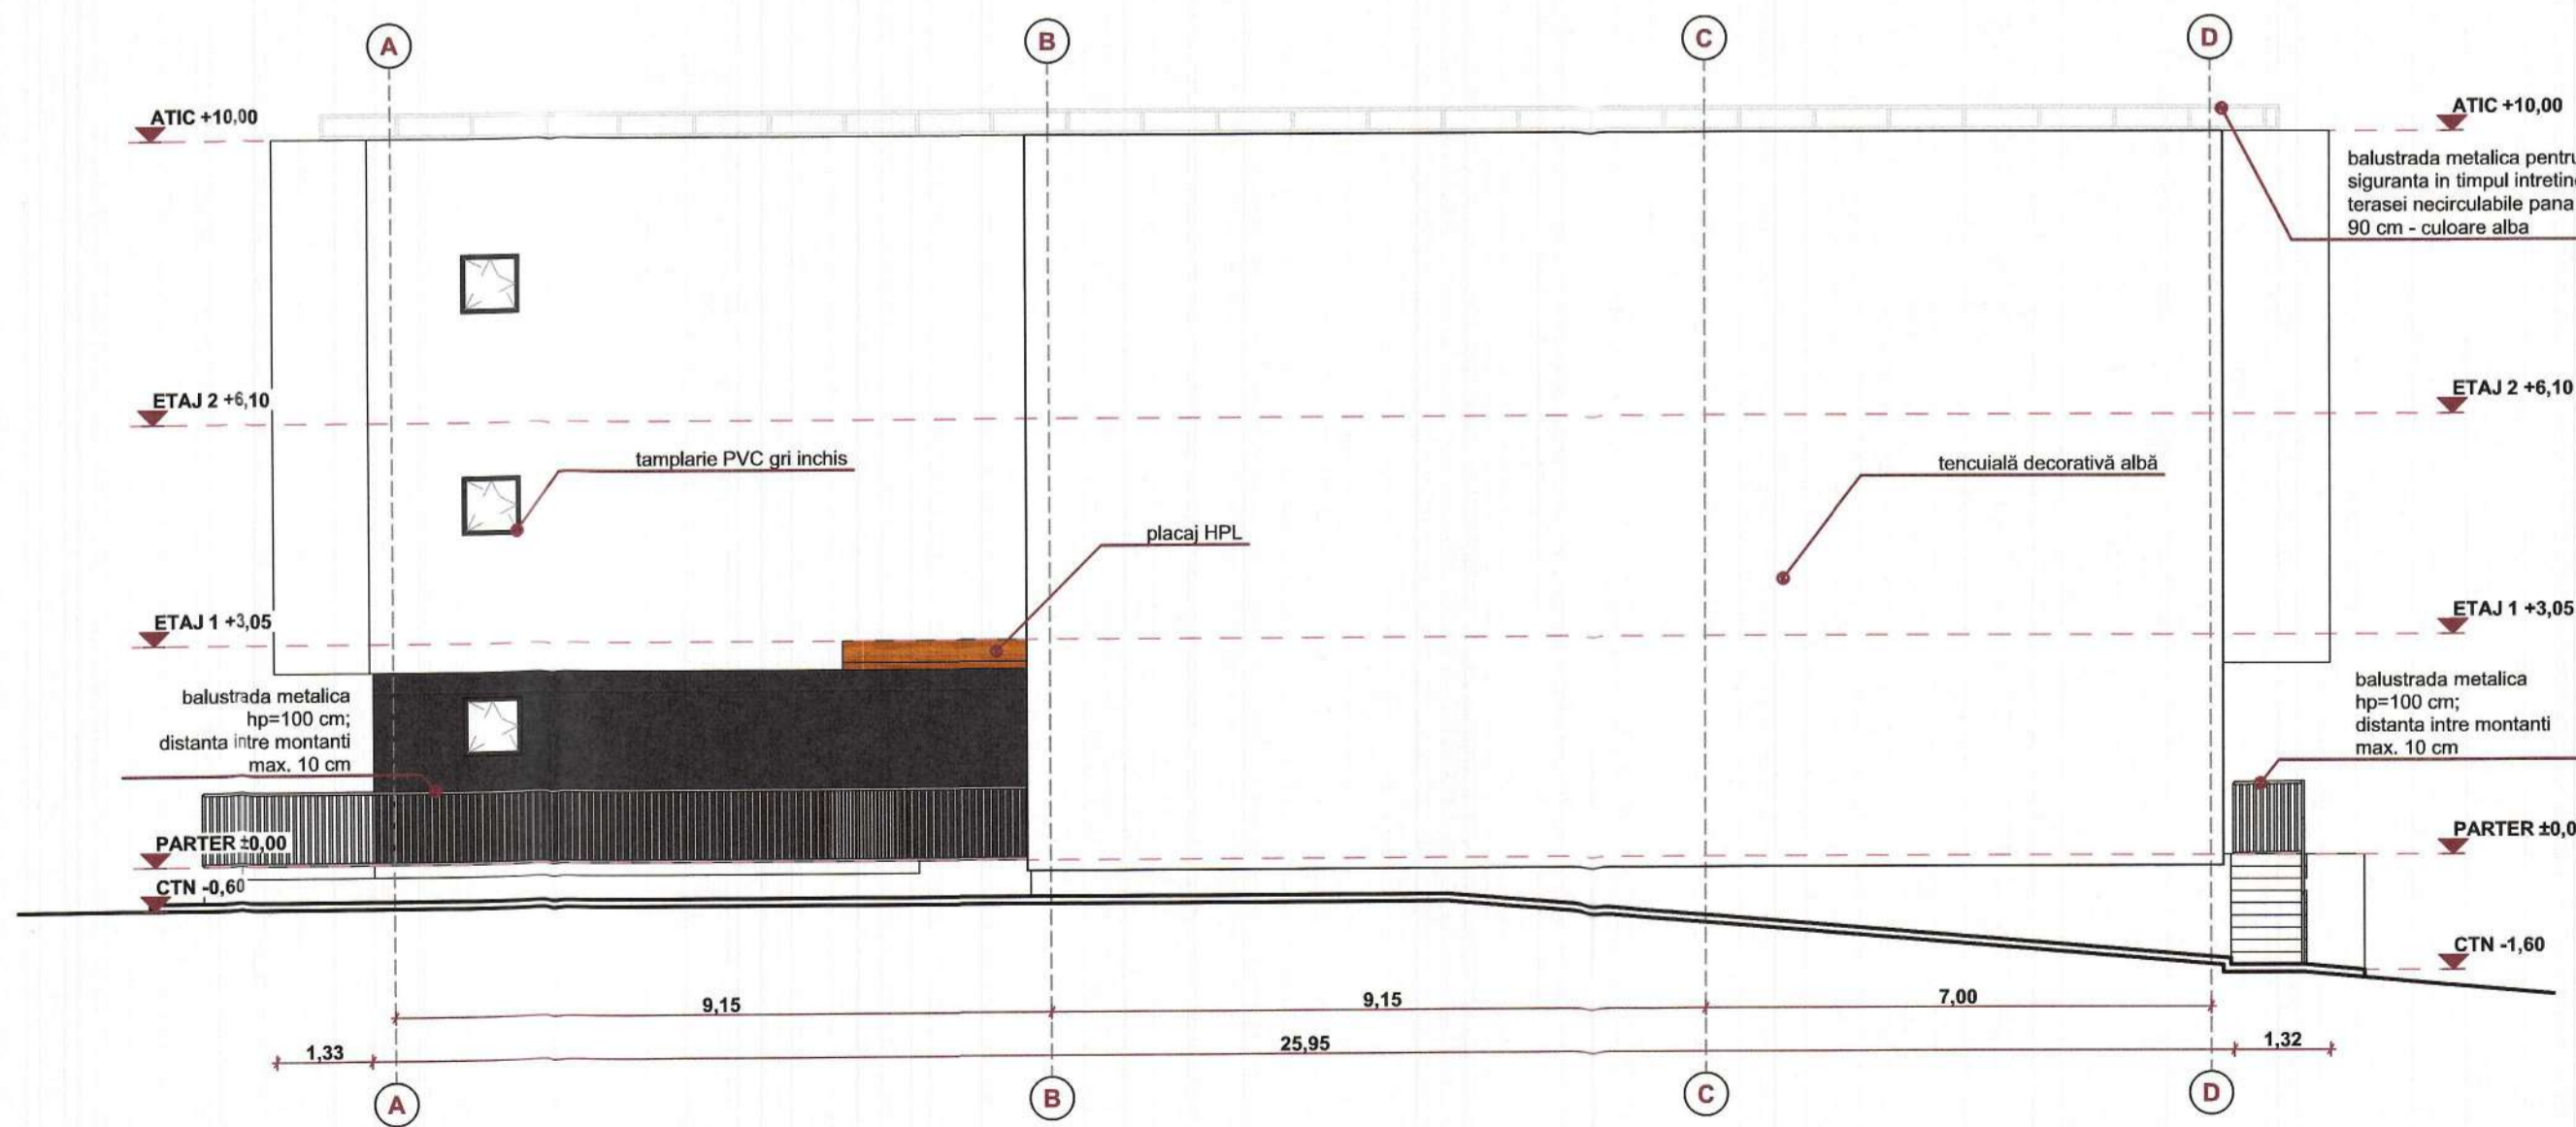 A
B
C
D
ATIC +10,00
ATIC +10,00
balustrada metalica pentru
siguranta in timpul
terasei necirculabile pana
90 cm - culoare alba
ETAJ 2 +6,10
ETAJ 2 +6,10
tamplarie PVC gri inchis
tencuială decorativă albă
placaj HPL
ETAJ 1 +3,05
ETAJ 1 +3,05
balustrada metalica
hp=100 cm;
distanta intre montanti
max. 10 cm
balustrada metalica
hp=100 cm;
distanta intre montanti
max. 10 cm
PARTER ±0,00
PARTER ±0,0
CTN -0,60
CTN -1,60
9,15
9,15
7,00
1,33
25,95
1,32
A
B
C
D